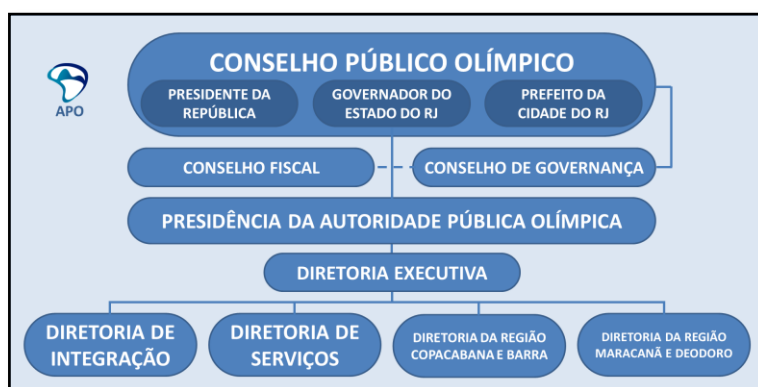 CONSELHO PÚBLICO OLÍMPICO
PRESIDENTE DA
REPÚBLICA
GOVERNADOR DO
ESTADO DO RJ
PREFEITO DA
CIDADE DO RJ
APO
CONSELHO FISCAL
CONSELHO DE GOVERNANÇA
PRESIDÊNCIA DA AUTORIDADE PÚBLICA OLÍMPICA
DIRETORIA EXECUTIVA
DIRETORIA DE
INTEGRAÇÃO
DIRETORIA DE
SERVIÇOS
DIRETORIA DA REGIÃO
COPACABANA E BARRA
DIRETORIA DA REGIÃO
MARACANÃ E DEODORO